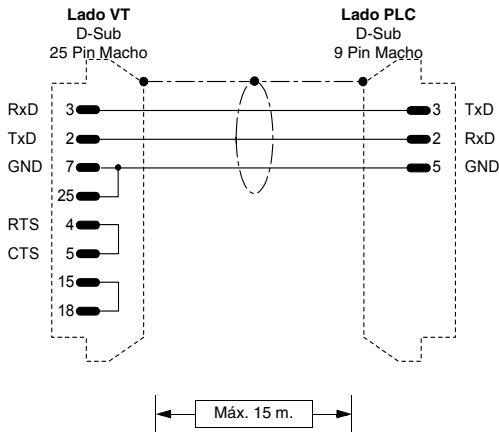 Lado VT
D-Sub
25 Pin Macho
Lado PLC
D-Sub
9 Pin Macho
RxD 3 3 TxD
TxD 2 2 RxD
GND 7 5 GND
25
RTS 4
CTS 5
15
18
Máx. 15 m.